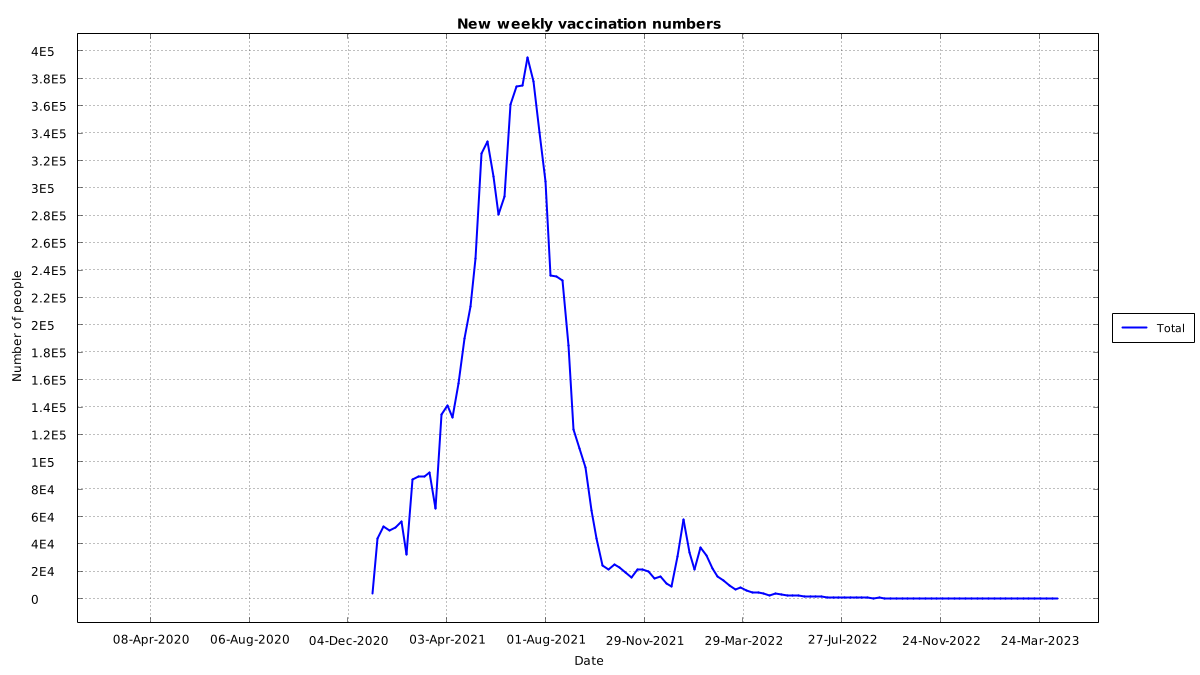 New weekly vaccination numbers
4E5
3.8E5
3.6E5
3.4E5
3.2E5
3E5
2.8E5
2.6E5
2.4E5
2.2E5
2E5
1.8E5
1.6E5
1.4E5
1.2E5
1E5
8E4
6E4
4E4
2E4
0
Number of people
08-Apr-2020 06-Aug-2020 04-Dec-2020 03-Apr-2021 01-Aug-2021 29-Nov-2021 29-Mar-2022 27-Jul-2022 24-Nov-2022 24-Mar-2023
Date
Total